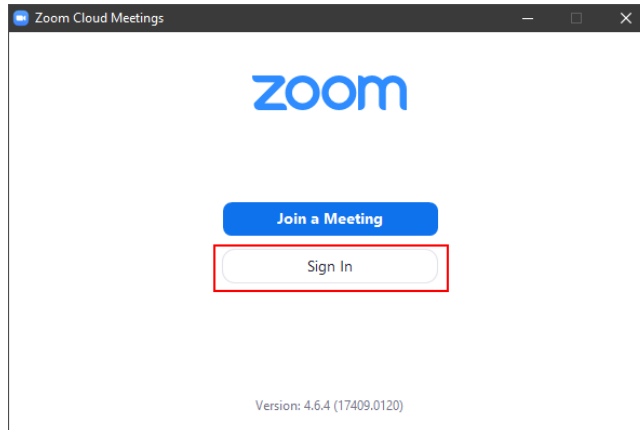 Zoom Cloud Meetings
zoom
Join a Meeting
Sign In
Version: 4.6.4 (17409.0120)